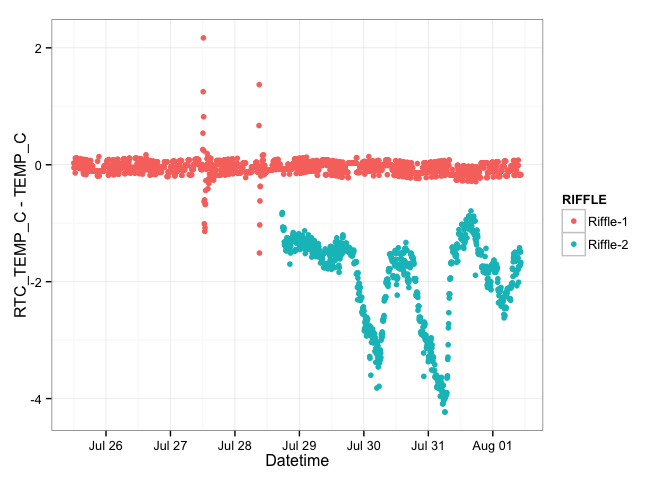 2
0
-2
-4
RTC_TEMP_C - TEMP_C
Jul 26 Jul 27 Jul 28 Jul 29 Jul 30 Jul 31 Aug 01
Datetime
RIFFLE
Riffle-1
Riffle-2